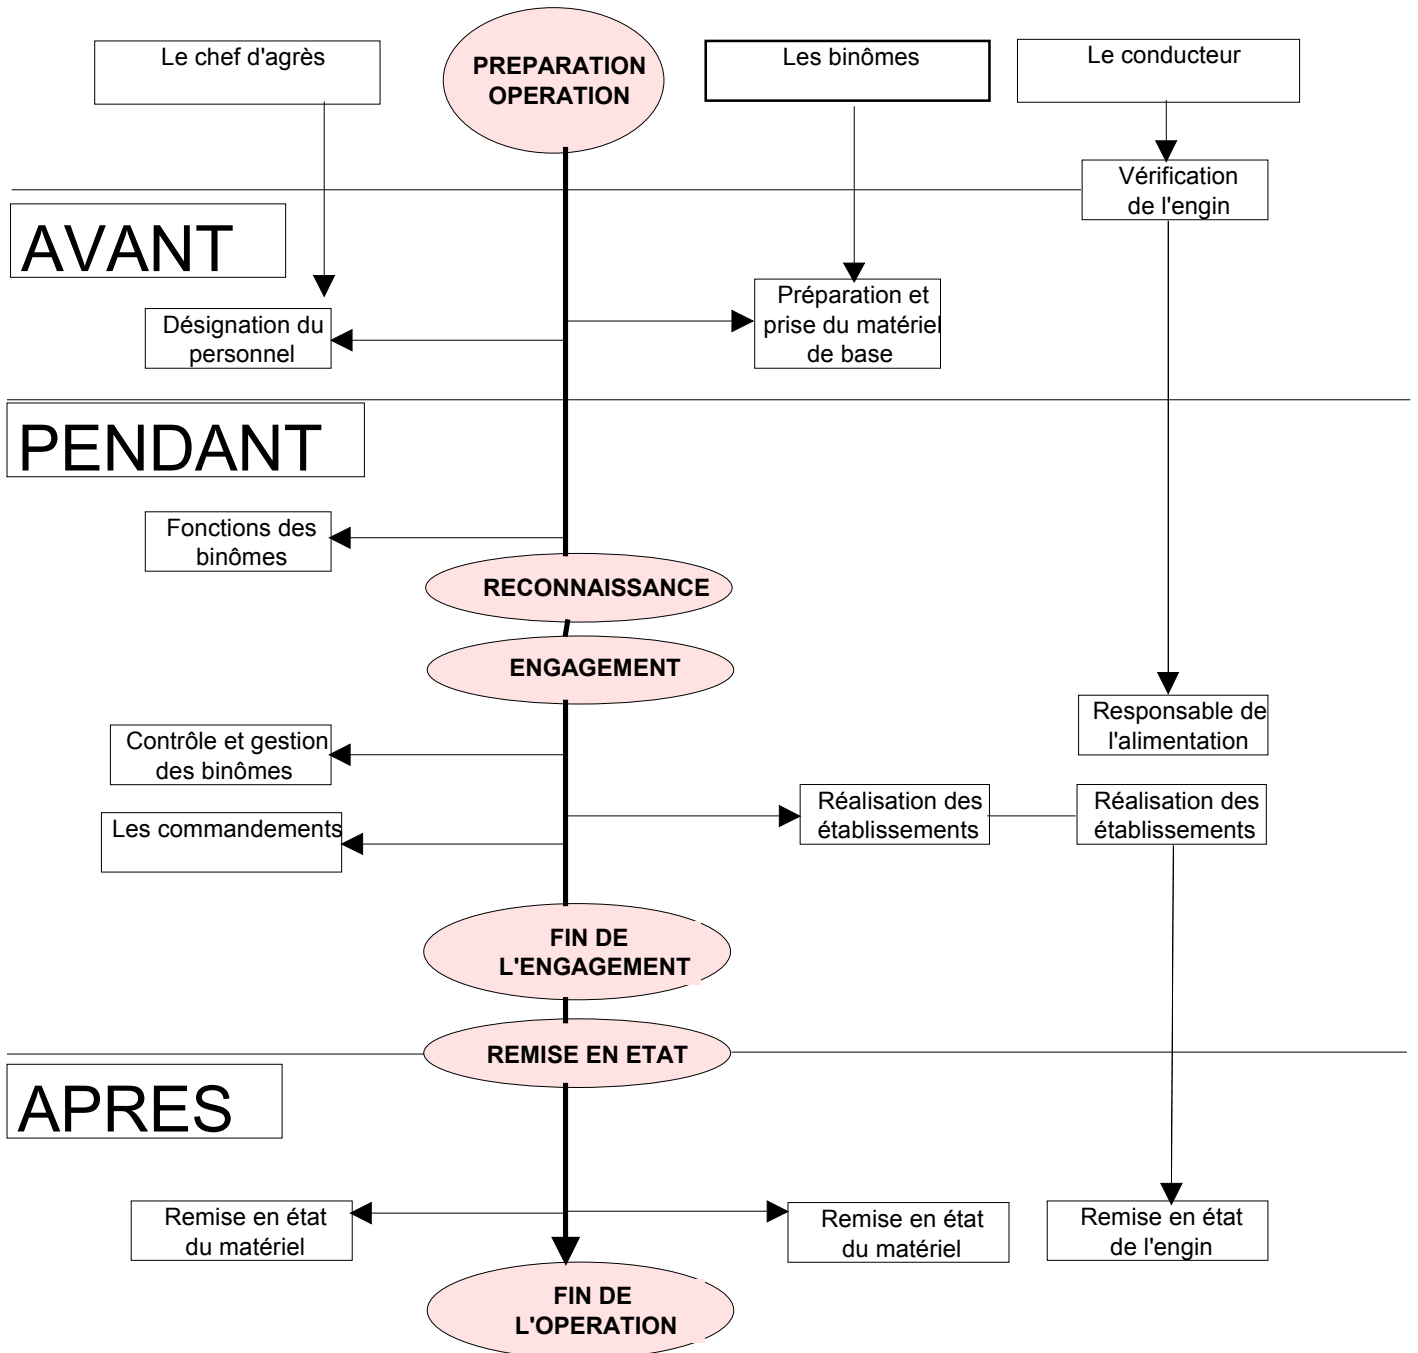 Le chef d'agrès
PREPARATION
OPERATION
Les binômes
Le conducteur
Vérification
de l'engin
AVANT
Désignation du
personnel
Préparation et
prise du matériel
de base
PENDANT
Fonctions des
binômes
RECONNAISSANCE
ENGAGEMENT
Responsable de
l'alimentation
Contrôle et gestion
des binômes
Les commandements
Réalisation des
établissements
Réalisation des
établissements
FIN DE
L'ENGAGEMENT
REMISE EN ETAT
APRES
Remise en état
du matériel
Remise en état
du matériel
Remise en état
de l'engin
FIN DE
L'OPERATION